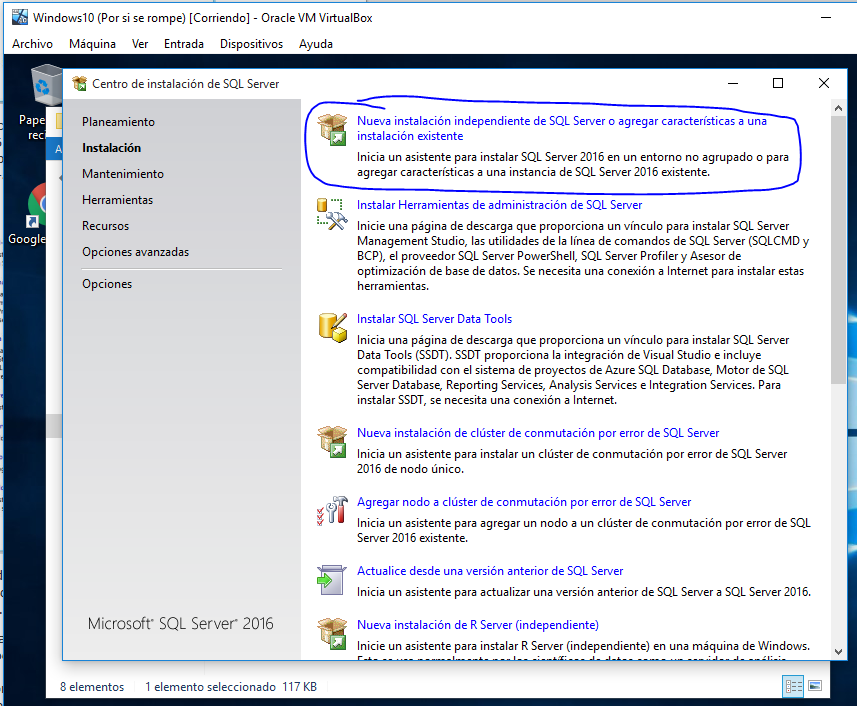 Windows10 (Por si se rompe) [Corriendo] - Oracle VM VirtualBox
Archivo Máquina Ver Entrada Dispositivos Ayuda
Centro de instalación de SQL Server
Pape
reci
Google
Planeamiento
Instalación
Mantenimiento
Herramientas
Recursos
Opciones avanzadas
Opciones
Microsoft® SQL Server® 2016
Nueva instalación independiente de SQL Server o agregar características a una
instalación existente
Inicia un asistente para instalar SQL Server 2016 en un entorno no agrupado o para
agregar características a una instancia de SQL Server 2016 existente.
Instalar Herramientas de administración de SQL Server
Inicie una página de descarga que proporciona un vínculo para instalar SQL Server
Management Studio, las utilidades de la línea de comandos de SQL Server (SQLCMD y
BCP), el proveedor SQL Server PowerShell, SQL Server Profiler y Asesor de
optimización de base de datos. Se necesita una conexión a Internet para instalar estas
herramientas.
Instalar SQL Server Data Tools
Inicia una página de descarga que proporciona un vínculo para instalar SQL Server
Data Tools (SSDT). SSDT proporciona la integración de Visual Studio e incluye
compatibilidad con el sistema de proyectos de Azure SQL Database, Motor de SQL
Server Database, Reporting Services, Analysis Services e Integration Services. Para
instalar SSDT, se necesita una conexión a Internet.
Nueva instalación de clúster de conmutación por error de SQL Server
Inicia un asistente para instalar un clúster de conmutación por error de SQL Server
2016 de nodo único.
Agregar nodo a clúster de conmutación por error de SQL Server
Inicia un asistente para agregar un nodo a un clúster de conmutación por error de SQL
Server 2016 existente.
Actualice desde una versión anterior de SQL Server
Inicia un asistente para actualizar una versión anterior de SQL Server a SQL Server 2016.
Nueva instalación de R Server (independiente)
Inicie un asistente para instalar R Server (independiente) en una máquina de Windows.
8 elementos 1 elemento seleccionado 117 KB